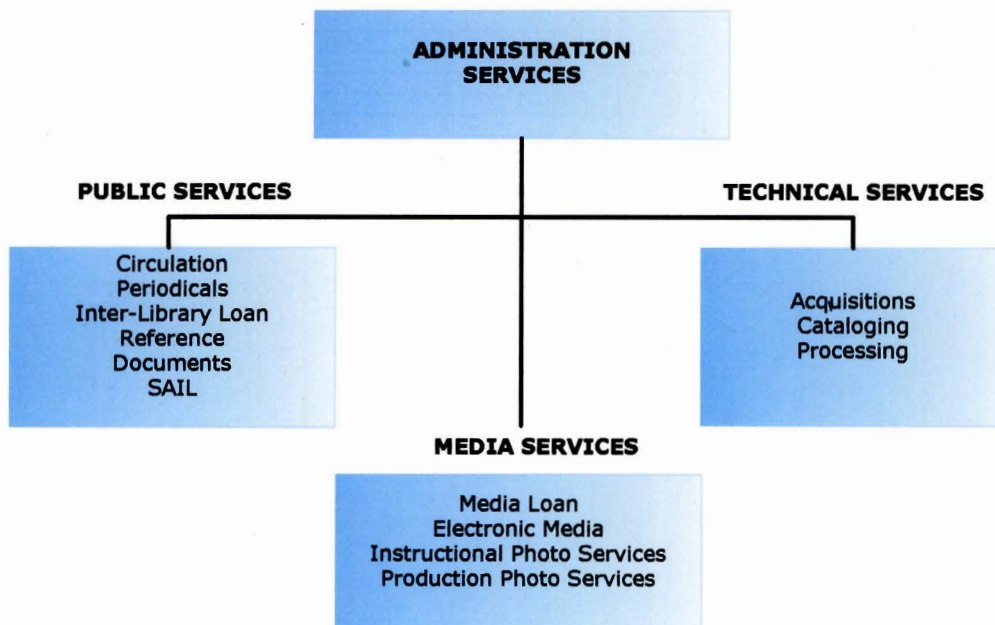 ADMINISTRATION
SERVICES
PUBLIC SERVICES
TECHNICAL SERVICES
Circulation
Periodicals
Inter-Library Loan
Reference
Documents
SAIL
Acquisitions
Cataloging
Processing
MEDIA SERVICES
Media Loan
Electronic Media
Instructional Photo Services
Production Photo Services